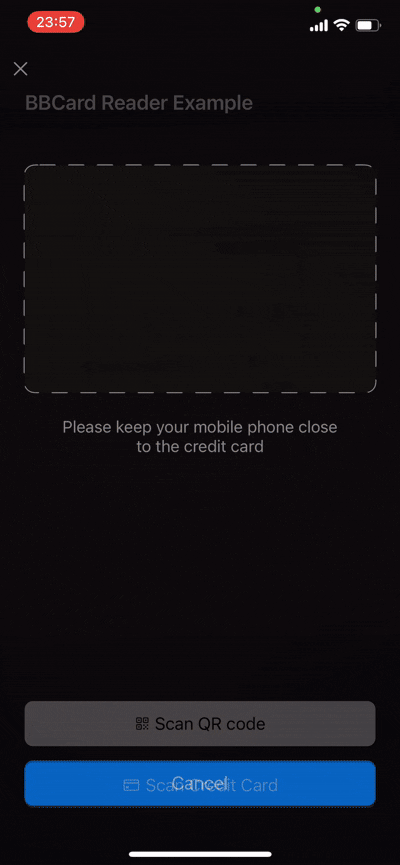 23:57
BBCard Reader Example
Please keep your mobile phone close
to the credit card
Scan QR code
Scan Credit Card
Cancel